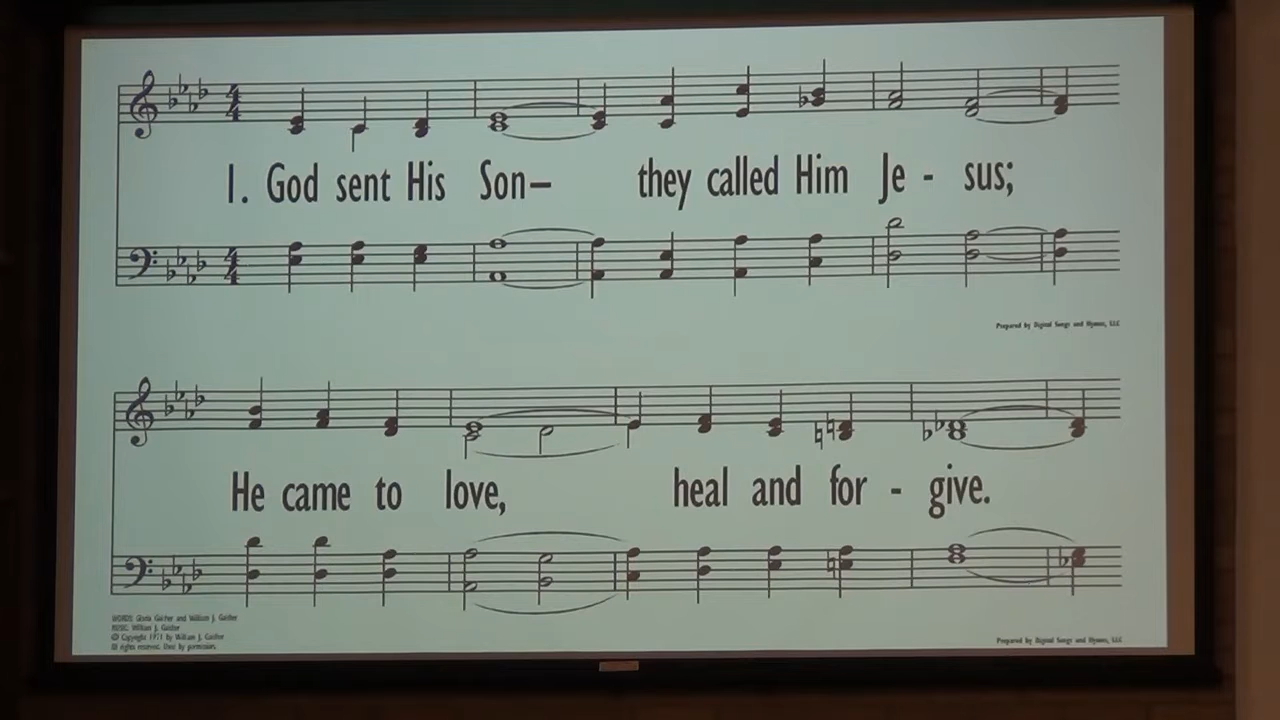 1. God sent His Son— they called Him Je - sus;
Prepared by Digital Songs and Hymns, LLC
He came to love, heal and for - give.
WORDS: Gloria Gaither and William J. Gaither
MUSIC: William J. Gaither
© Copyright 1971 by William J. Gaither
All rights reserved. Used by permission.
Prepared by Digital Songs and Hymns, LLC